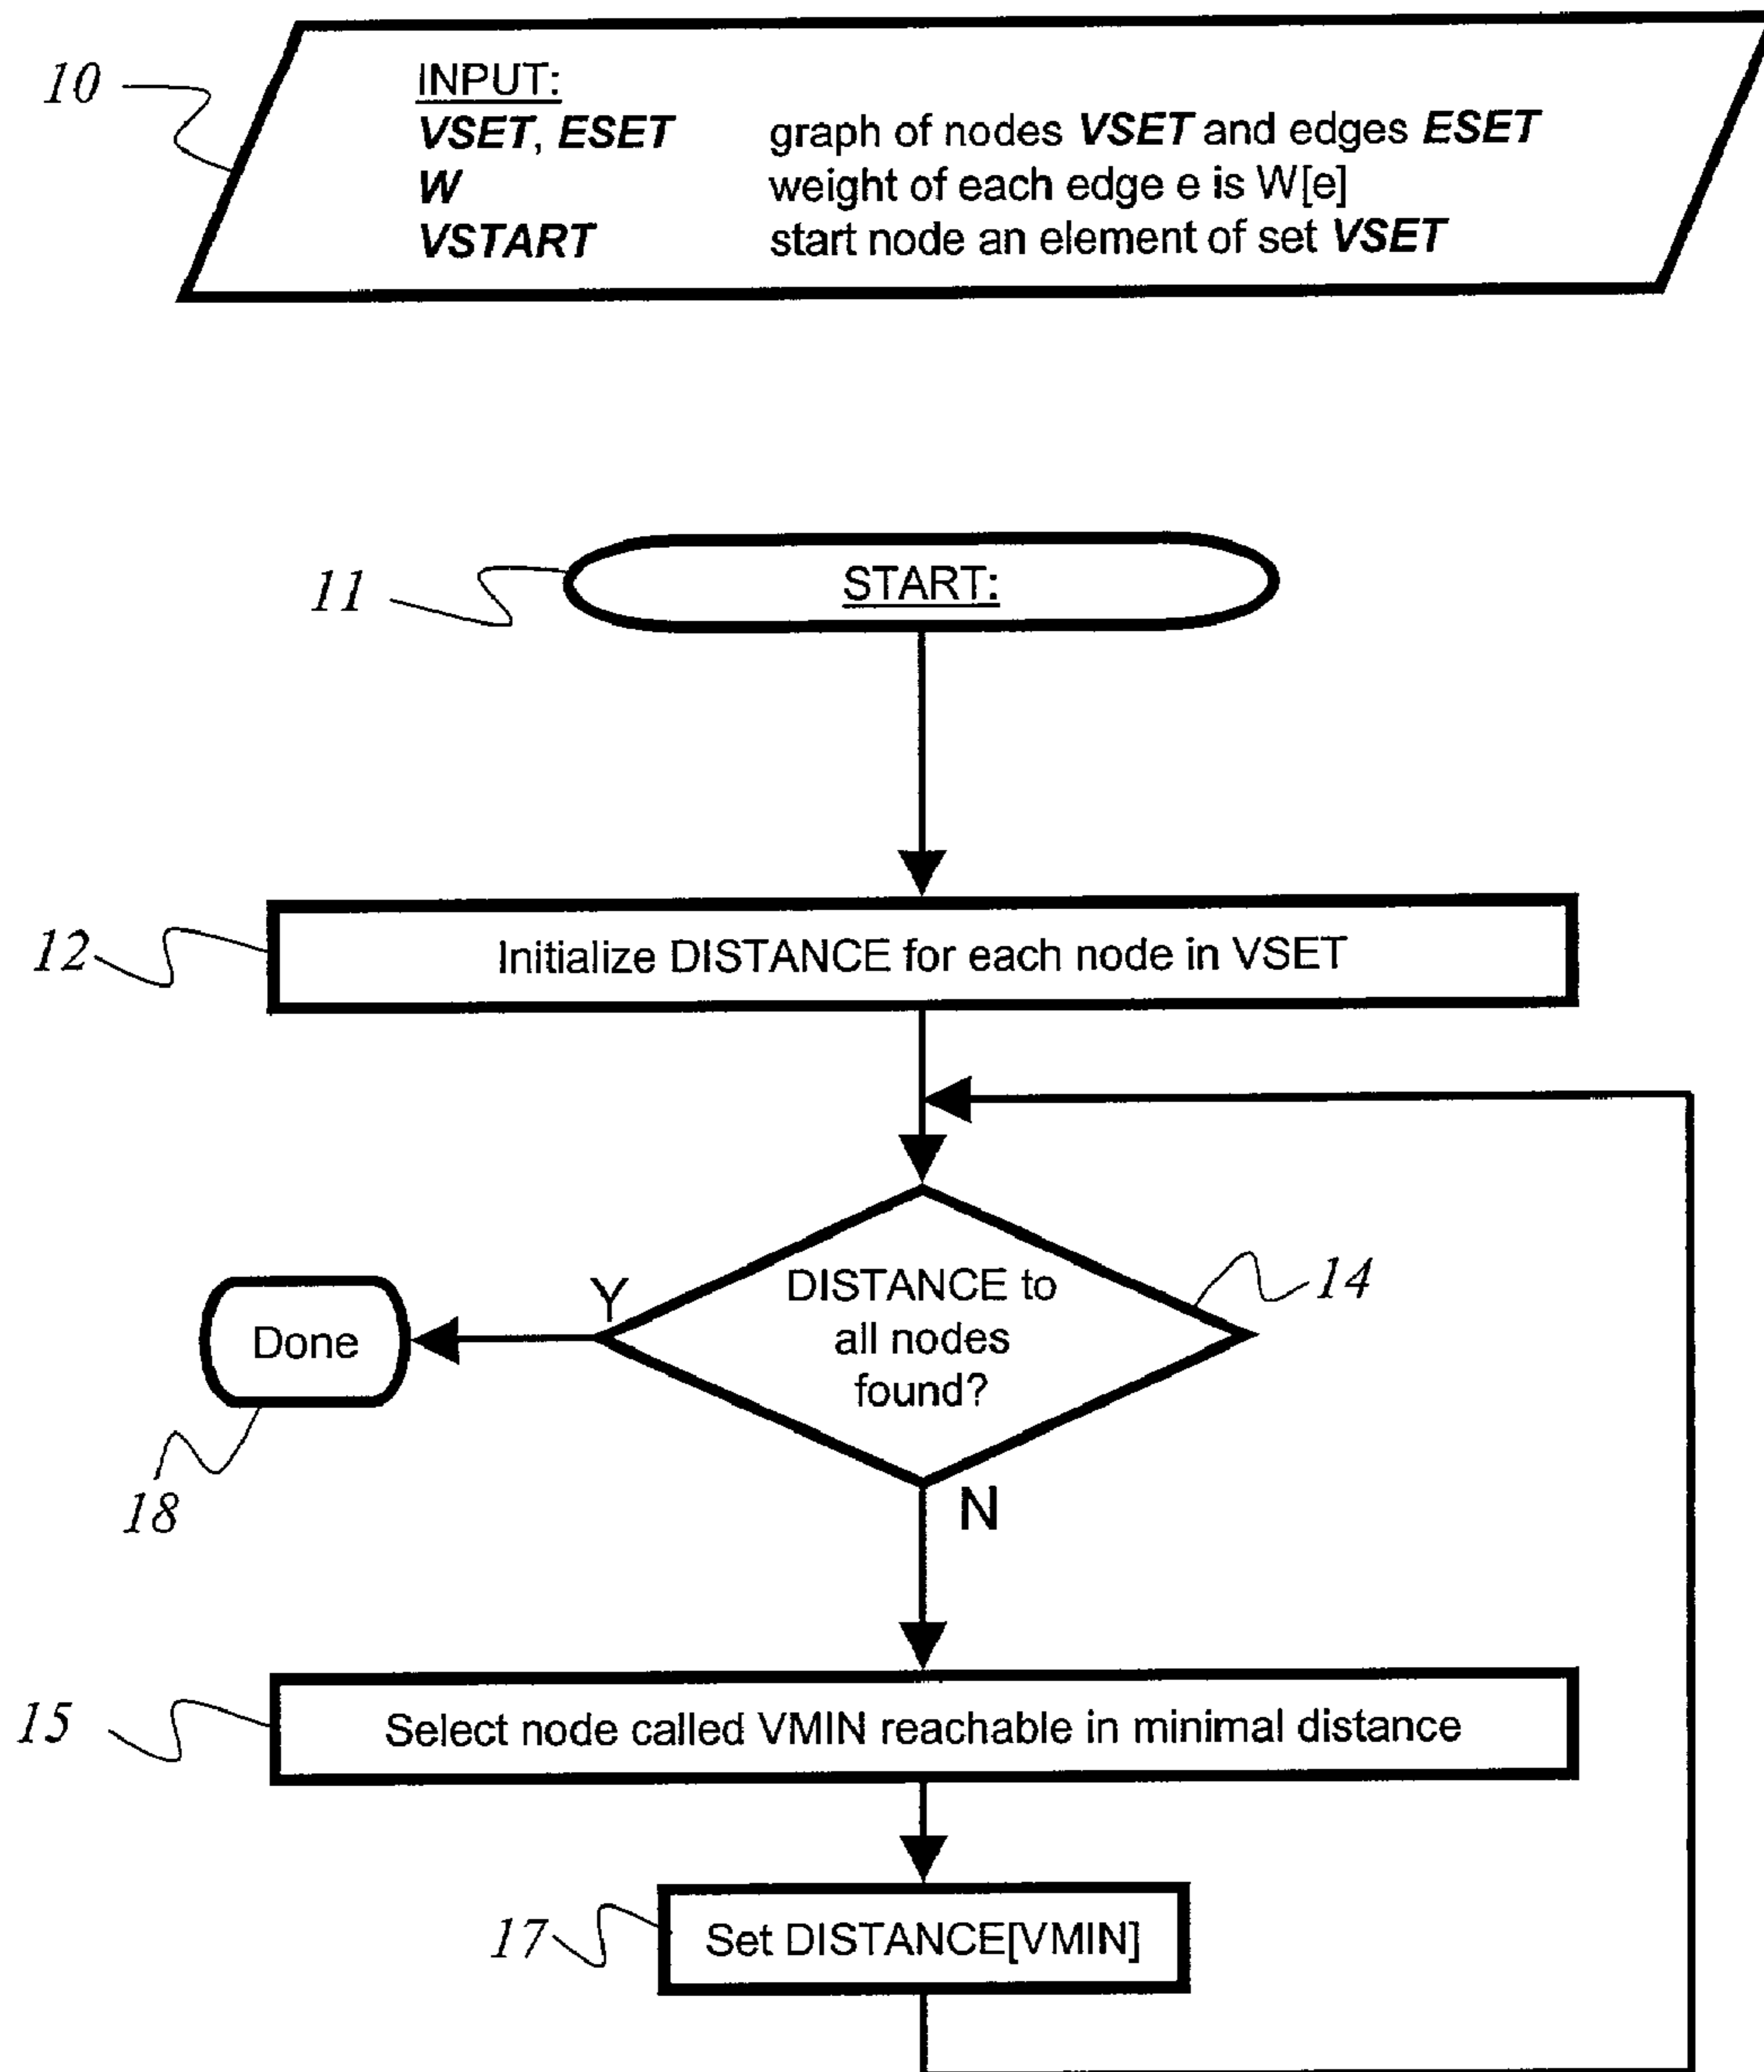 10
INPUT:
VSET, ESET graph of nodes VSET and edges ESET
W weight of each edge e is W[e]
VSTART start node an element of set VSET
11
START:
12
Initialize DISTANCE for each node in VSET
14
DISTANCE to
all nodes
found?
Y
Done
18
N
15
Select node called VMIN reachable in minimal distance
17
Set DISTANCE[VMIN]